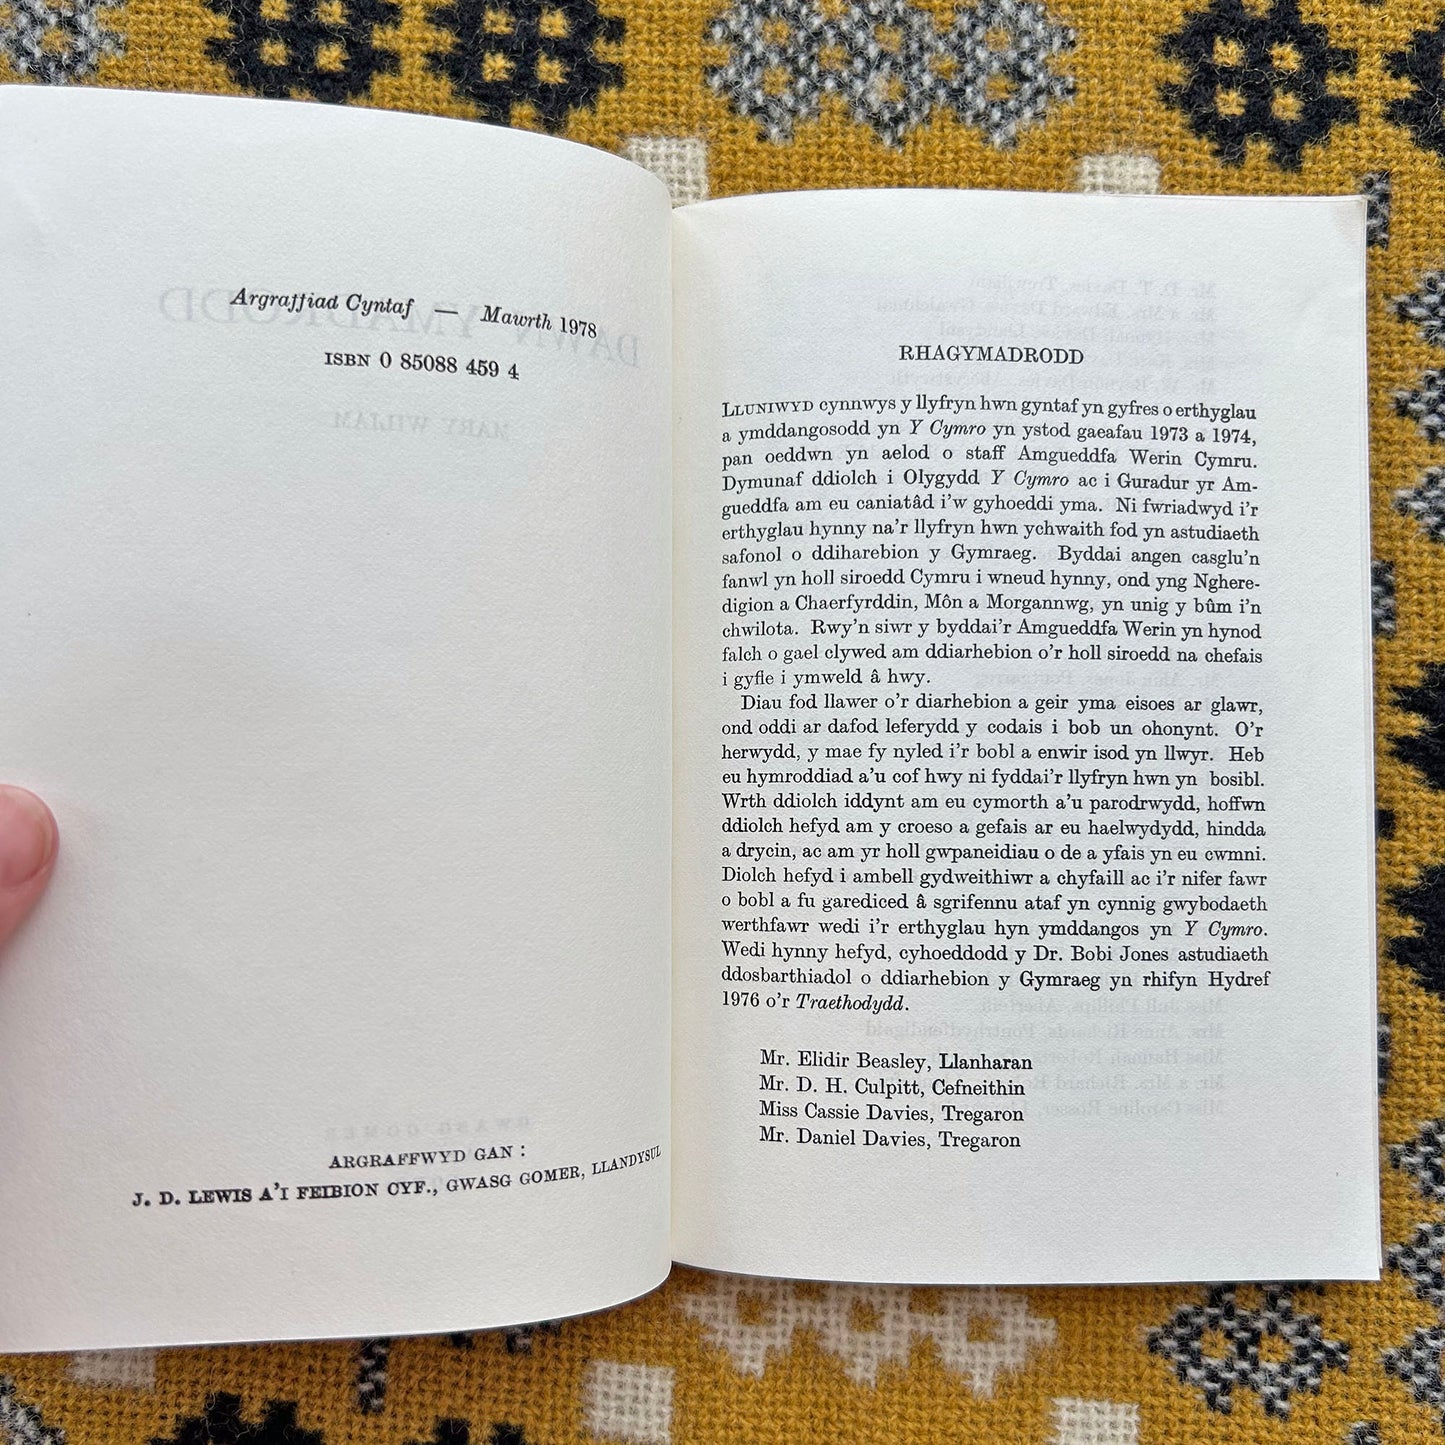 Argraffiad Cyntaf — Mawrth 1978
ISBN 0 85088 459 4
ARGRAFFWYD GAN :
J. D. LEWIS A'I FEIBION CYF., GWASG GOMER, LLANDYSUL
RHAGYMADRODD
LLUNIWYD cynnwys y llyfryn hwn gyntaf yn gyfres o erthyglau
a ymddangosodd yn Y Cymro yn ystod gaeafau 1973 a 1974,
pan oeddwn yn aelod o staff Amgueddfa Werin Cymru.
Dymunaf ddiolch i Olygydd Y Cymro ac i Guradur yr Am-
gueddfa am eu caniatâd i'w gyhoeddi yma. Ni fwriadwyd i'r
erthyglau hynny na'r llyfryn hwn ychwaith fod yn astudiaeth
safonol o ddiharebion y Gymraeg. Byddai angen casglu'n
fanwl yn holl siroedd Cymru i wneud hynny, ond yng Nghere-
digion a Chaerfyrddin, Môn a Morgannwg, yn unig y bûm i'n
chwilota. Rwy'n siwr y byddai'r Amgueddfa Werin yn hynod
falch o gael clywed am ddiarhebion o'r holl siroedd na chefais
i gyfle i ymweld â hwy.
Diau fod llawer o'r diarhebion a geir yma eisoes ar glawr,
ond oddi ar dafod leferydd y codais i bob un ohonynt. O'r
herwydd, y mae fy nyled i'r bobl a enwir isod yn llwyr. Heb
eu hymroddiad a'u cof hwy ni fyddai'r llyfryn hwn yn bosibl.
Wrth ddiolch iddynt am eu cymorth a'u parodrwydd, hoffwn
ddiolch hefyd am y croeso a gefais ar eu haelwydydd, hindda
a drycin, ac am yr holl gwpaneidiau o de a yfais yn eu cwmni.
Diolch hefyd i ambell gydweithiwr a chyfaill ac i'r nifer fawr
o bobl a fu garediced â sgrifennu ataf yn cynnig gwybodaeth
werthfawr wedi i'r erthyglau hyn ymddangos yn Y Cymro.
Wedi hynny hefyd, cyhoeddodd y Dr. Bobi Jones astudiaeth
ddosbarthiadol o ddiarhebion y Gymraeg yn rhifyn Hydref
1976 o'r Traethodydd.
Mr. Elidir Beasley, Llanharan
Mr. D. H. Culpitt, Cefneithin
Miss Cassie Davies, Tregaron
Mr. Daniel Davies, Tregaron